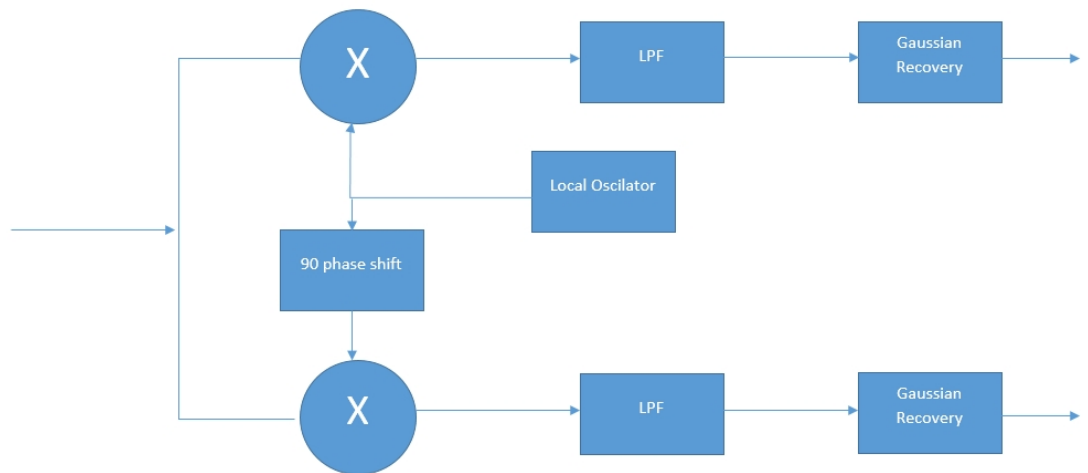 X
LPF
Gaussian
Recovery
Local Oscilator
90 phase shift
X
LPF
Gaussian
Recovery